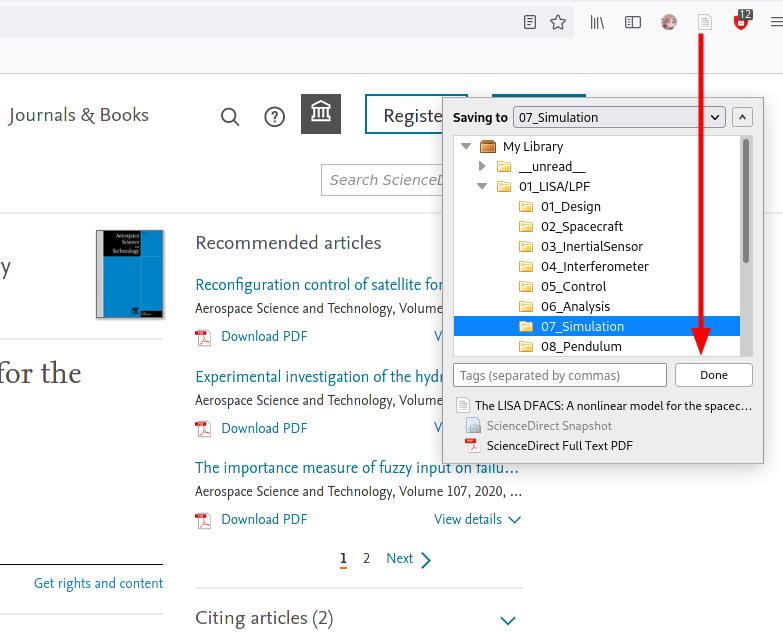 12
Journals & Books
Registe
Saving to
07_Simulation
My Library
__unread__
01_LISA/LPF
01_Design
02_Spacecraft
03_InertialSensor
04_Interferometer
05_Control
06_Analysis
07_Simulation
08_Pendulum
Tags (separated by commas)
Done
The LISA DFACS: A nonlinear model for the spacec...
ScienceDirect Snapshot
ScienceDirect Full Text PDF
Search ScienceD
y
Aerospace
Science
and
Technology
for the
Get rights and content
Recommended articles
Reconfiguration control of satellite for
Aerospace Science and Technology, Volume
Download PDF
V
Experimental investigation of the hydr
Aerospace Science and Technology, Volume
Download PDF
V
The importance measure of fuzzy input on failu...
Aerospace Science and Technology, Volume 107, 2020, ...
Download PDF
View details
1 2 Next
Citing articles (2)